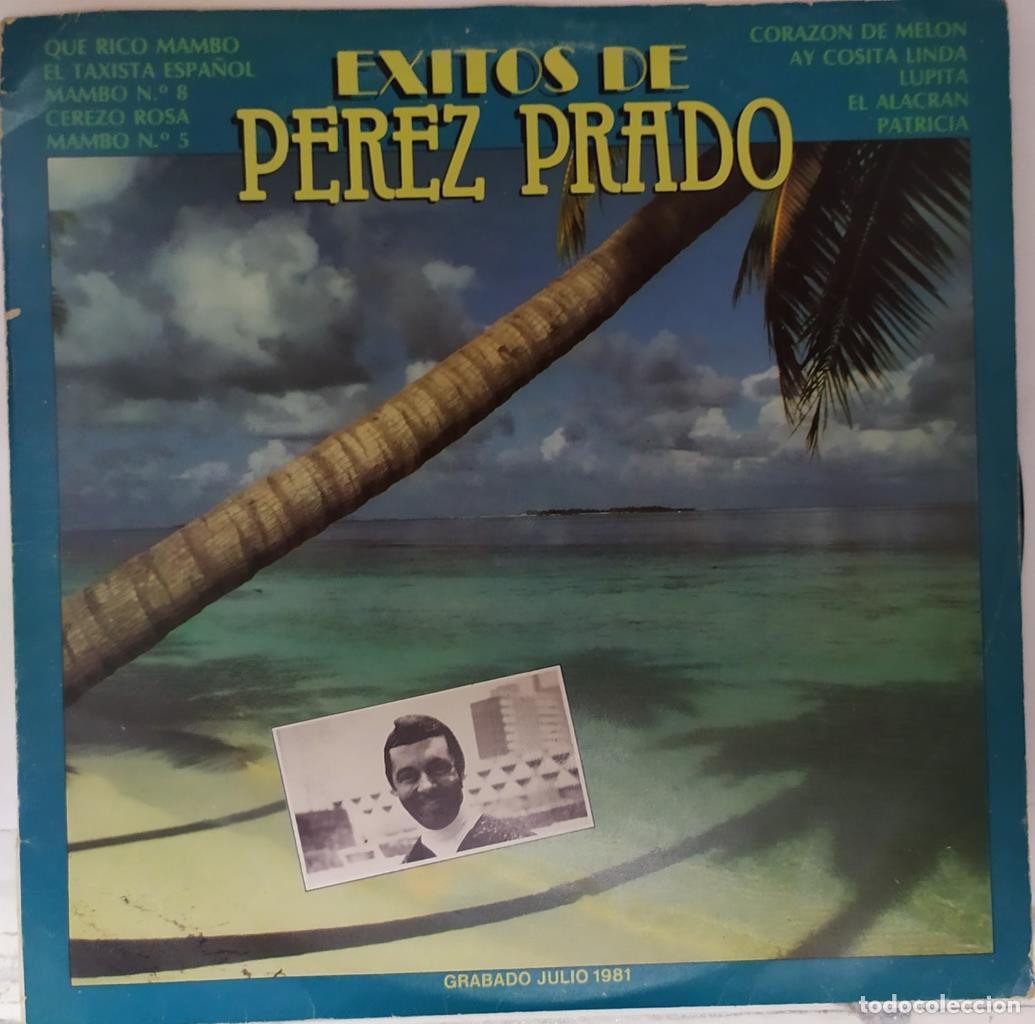 QUE RICO MAMBO
EL TAXISTA ESPAÑOL
MAMBO N.º 8
CEREZO ROSA
MAMBO N.º 5
EXITOS DE
PEREZ PRADO
CORAZON DE MELON
AY COSITA LINDA
LUPITA
EL ALACRAN
PATRICIA
GRABADO JULIO 1981
todocoleccion